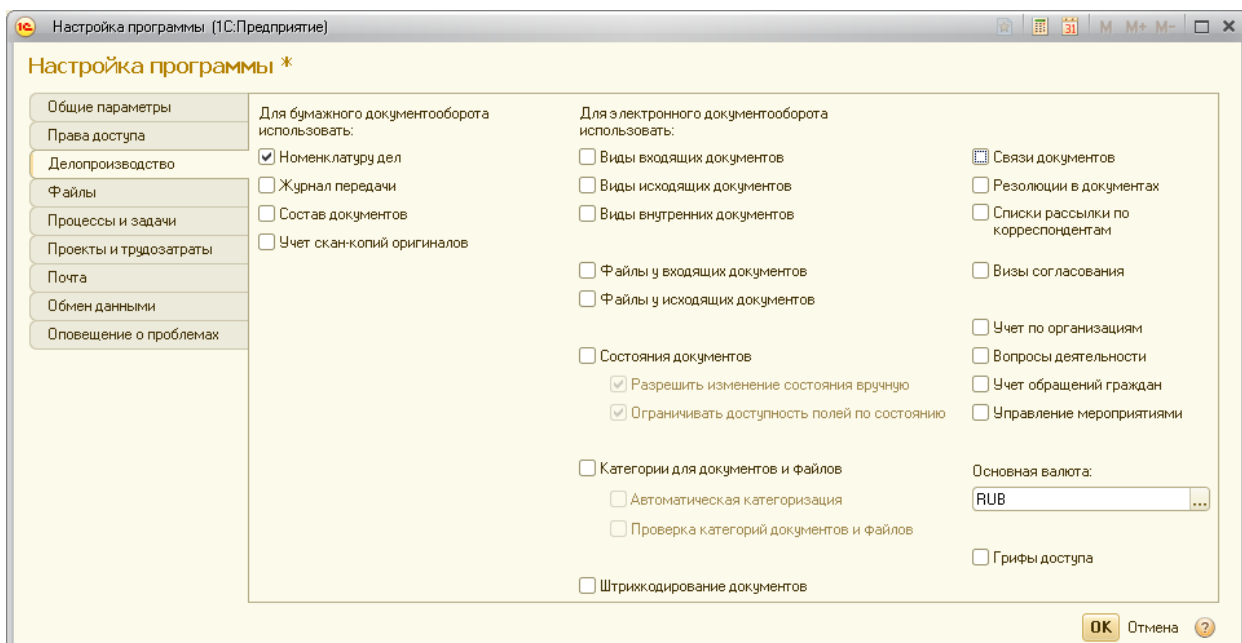 1С Настройка программы (1С:Предприятие) 31 M M+ M-
Настройка программы *
Общие параметры
Права доступа
Делопроизводство
Файлы
Процессы и задачи
Проекты и трудозатраты
Почта
Обмен данными
Оповещение о проблемах
Для бумажного документооборота
использовать:
Номенклатуру дел
Журнал передачи
Состав документов
Учет скан-копий оригиналов
Для электронного документооборота
использовать:
Виды входящих документов
Виды исходящих документов
Виды внутренних документов
Файлы у входящих документов
Файлы у исходящих документов
Состояния документов
Разрешить изменение состояния вручную
Ограничивать доступность полей по состоянию
Категории для документов и файлов
Автоматическая категоризация
Проверка категорий документов и файлов
Штрихкодирование документов
Связи документов
Резолюции в документах
Списки рассылки по
корреспондентам
Визы согласования
Учет по организациям
Вопросы деятельности
Учет обращений граждан
Управление мероприятиями
Основная валюта:
RUB ...
Грифы доступа
OK Отмена ?